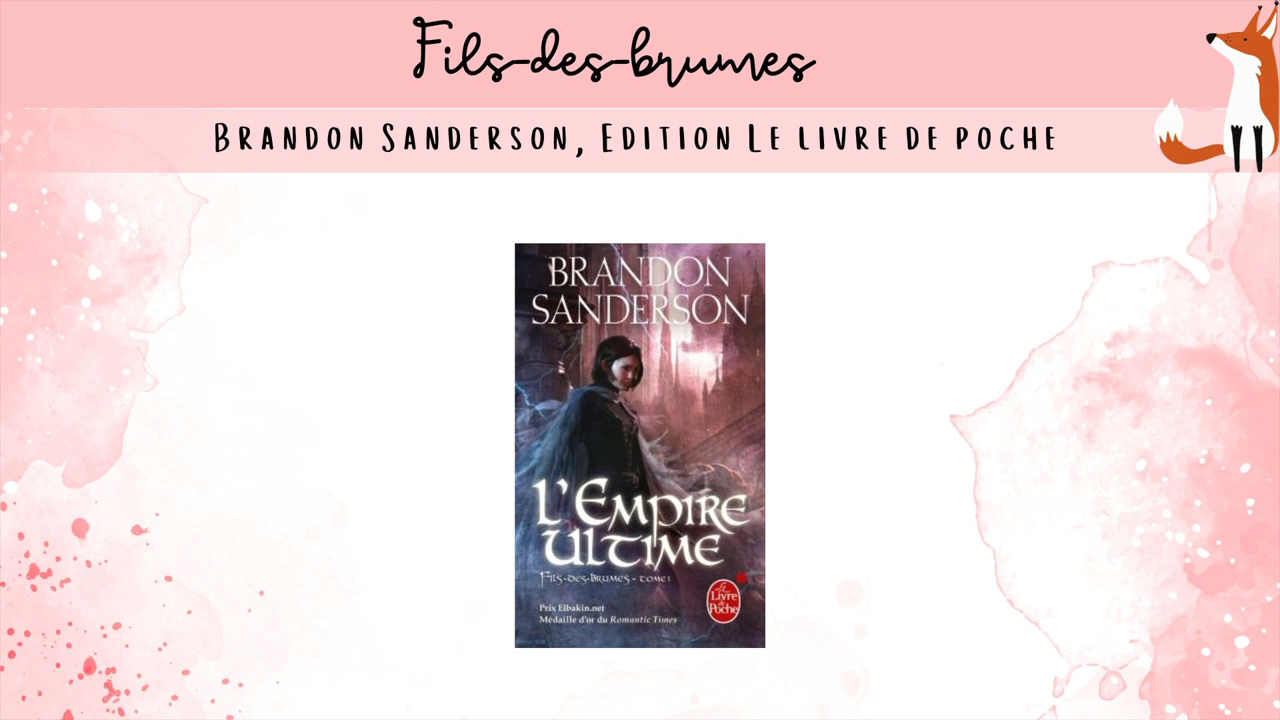 Fils-des-brumes
Brandon Sanderson, Edition Le livre de poche
BRANDON
SANDERSON
L'EMPIRE
ULTIME
FILS-DES-BRUMES - TOME 1
Le
Livre
de
Poche
Prix Elbakin.net
Médaille d'or du Romantic Times